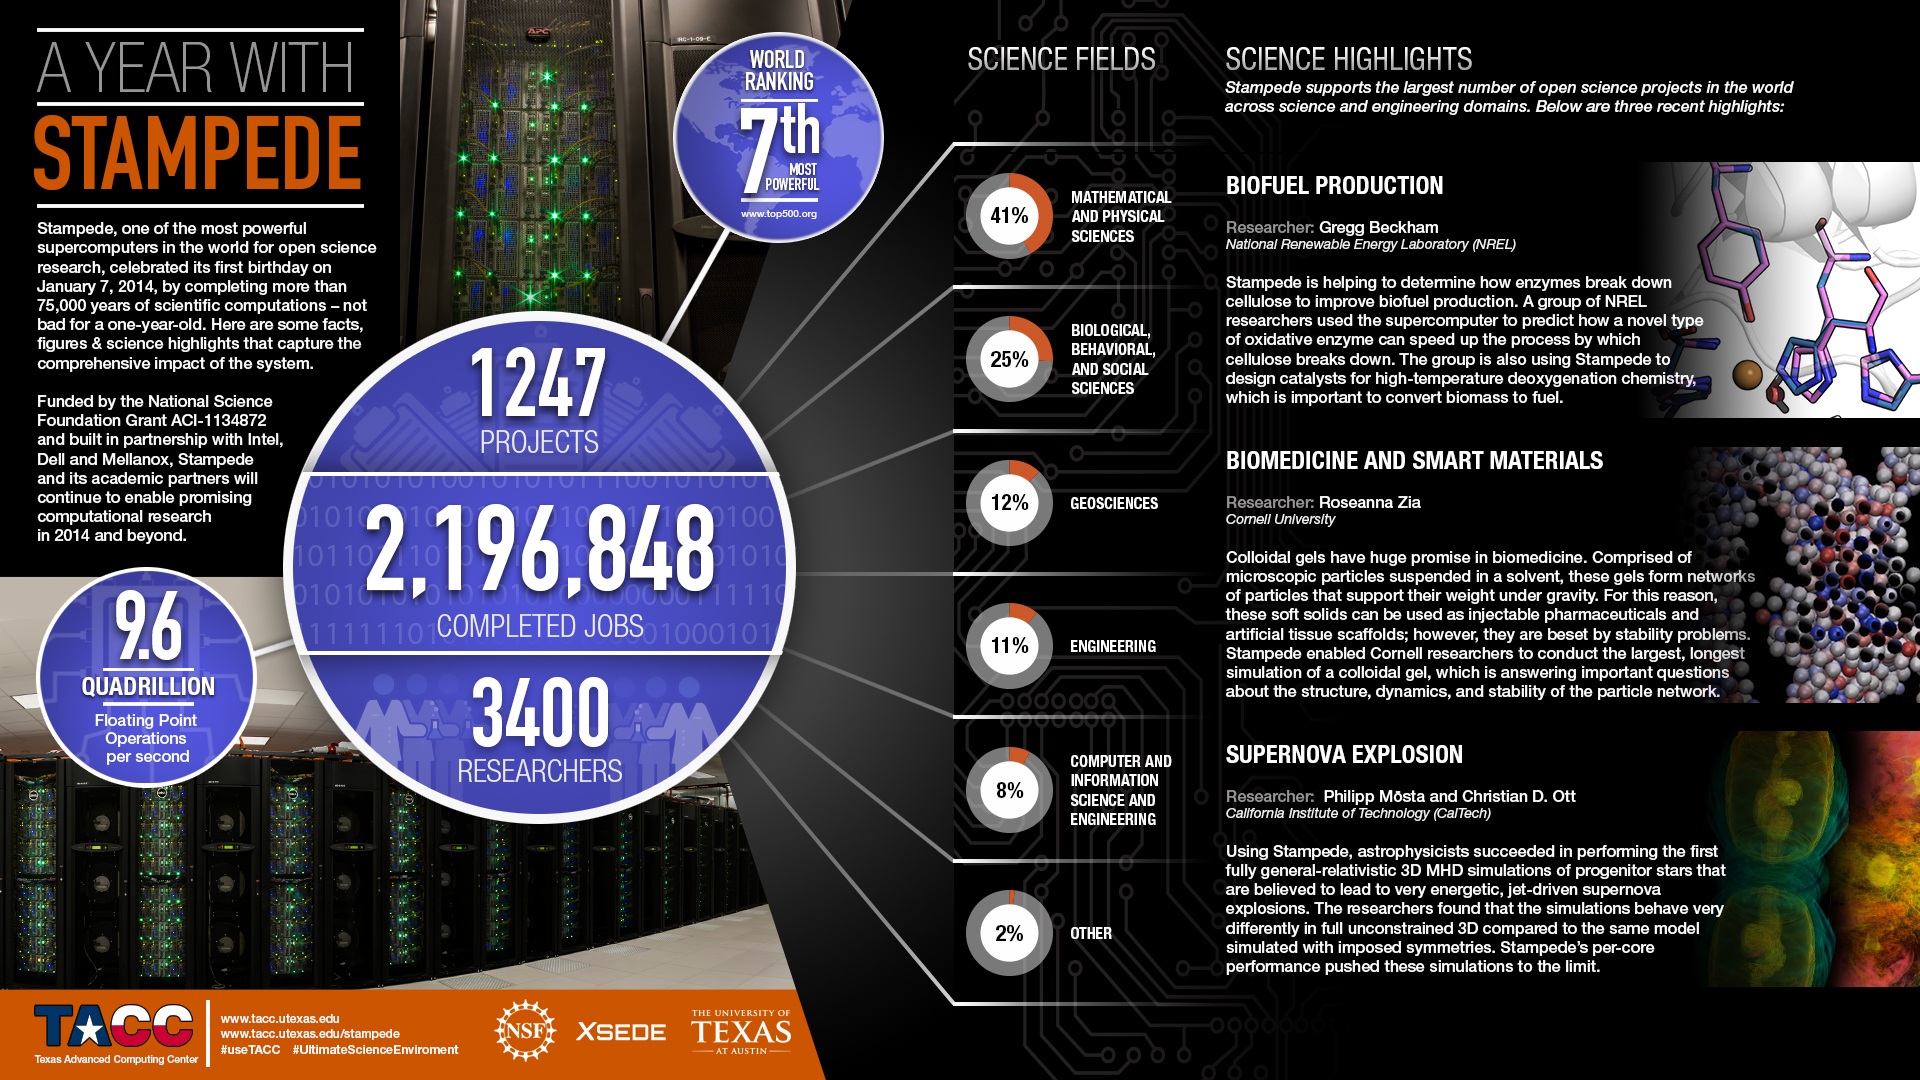 A YEAR WITH
STAMPEDE
Stampede, one of the most powerful
supercomputers in the world for open science
research, celebrated its first birthday on
January 7, 2014, by completing more than
75,000 years of scientific computations – not
bad for a one-year-old. Here are some facts,
figures & science highlights that capture the
comprehensive impact of the system.
Funded by the National Science
Foundation Grant ACI-1134872
and built in partnership with Intel,
Dell and Mellanox, Stampede
and its academic partners will
continue to enable promising
computational research
in 2014 and beyond.
APC
WORLD
RANKING
7th
MOST
POWERFUL
www.top500.org
1247
PROJECTS
2,196,848
COMPLETED JOBS
3400
RESEARCHERS
9.6
QUADRILLION
Floating Point
Operations
per second
SCIENCE FIELDS
41%
MATHEMATICAL
AND PHYSICAL
SCIENCES
25%
BIOLOGICAL,
BEHAVIORAL,
AND SOCIAL
SCIENCES
12%
GEOSCIENCES
11%
ENGINEERING
8%
COMPUTER AND
INFORMATION
SCIENCE AND
ENGINEERING
2%
OTHER
SCIENCE HIGHLIGHTS
Stampede supports the largest number of open science projects in the world
across science and engineering domains. Below are three recent highlights:
BIOFUEL PRODUCTION
Researcher: Gregg Beckham
National Renewable Energy Laboratory (NREL)
Stampede is helping to determine how enzymes break down
cellulose to improve biofuel production. A group of NREL
researchers used the supercomputer to predict how a novel type
of oxidative enzyme can speed up the process by which
cellulose breaks down. The group is also using Stampede to
design catalysts for high-temperature deoxygenation chemistry,
which is important to convert biomass to fuel.
BIOMEDICINE AND SMART MATERIALS
Researcher: Roseanna Zia
Cornell University
Colloidal gels have huge promise in biomedicine. Comprised of
microscopic particles suspended in a solvent, these gels form networks
of particles that support their weight under gravity. For this reason,
these soft solids can be used as injectable pharmaceuticals and
artificial tissue scaffolds; however, they are beset by stability problems.
Stampede enabled Cornell researchers to conduct the largest, longest
simulation of a colloidal gel, which is answering important questions
about the structure, dynamics, and stability of the particle network.
SUPERNOVA EXPLOSION
Researcher: Philipp Mösta and Christian D. Ott
California Institute of Technology (CalTech)
Using Stampede, astrophysicists succeeded in performing the first
fully general-relativistic 3D MHD simulations of progenitor stars that
are believed to lead to very energetic, jet-driven supernova
explosions. The researchers found that the simulations behave very
differently in full unconstrained 3D compared to the same model
simulated with imposed symmetries. Stampede’s per-core
performance pushed these simulations to the limit.
TACC
Texas Advanced Computing Center
www.tacc.utexas.edu
www.tacc.utexas.edu/stampede
#useTACC #UltimateScienceEnviroment
NSF
XSEDE
THE UNIVERSITY OF
TEXAS
AT AUSTIN